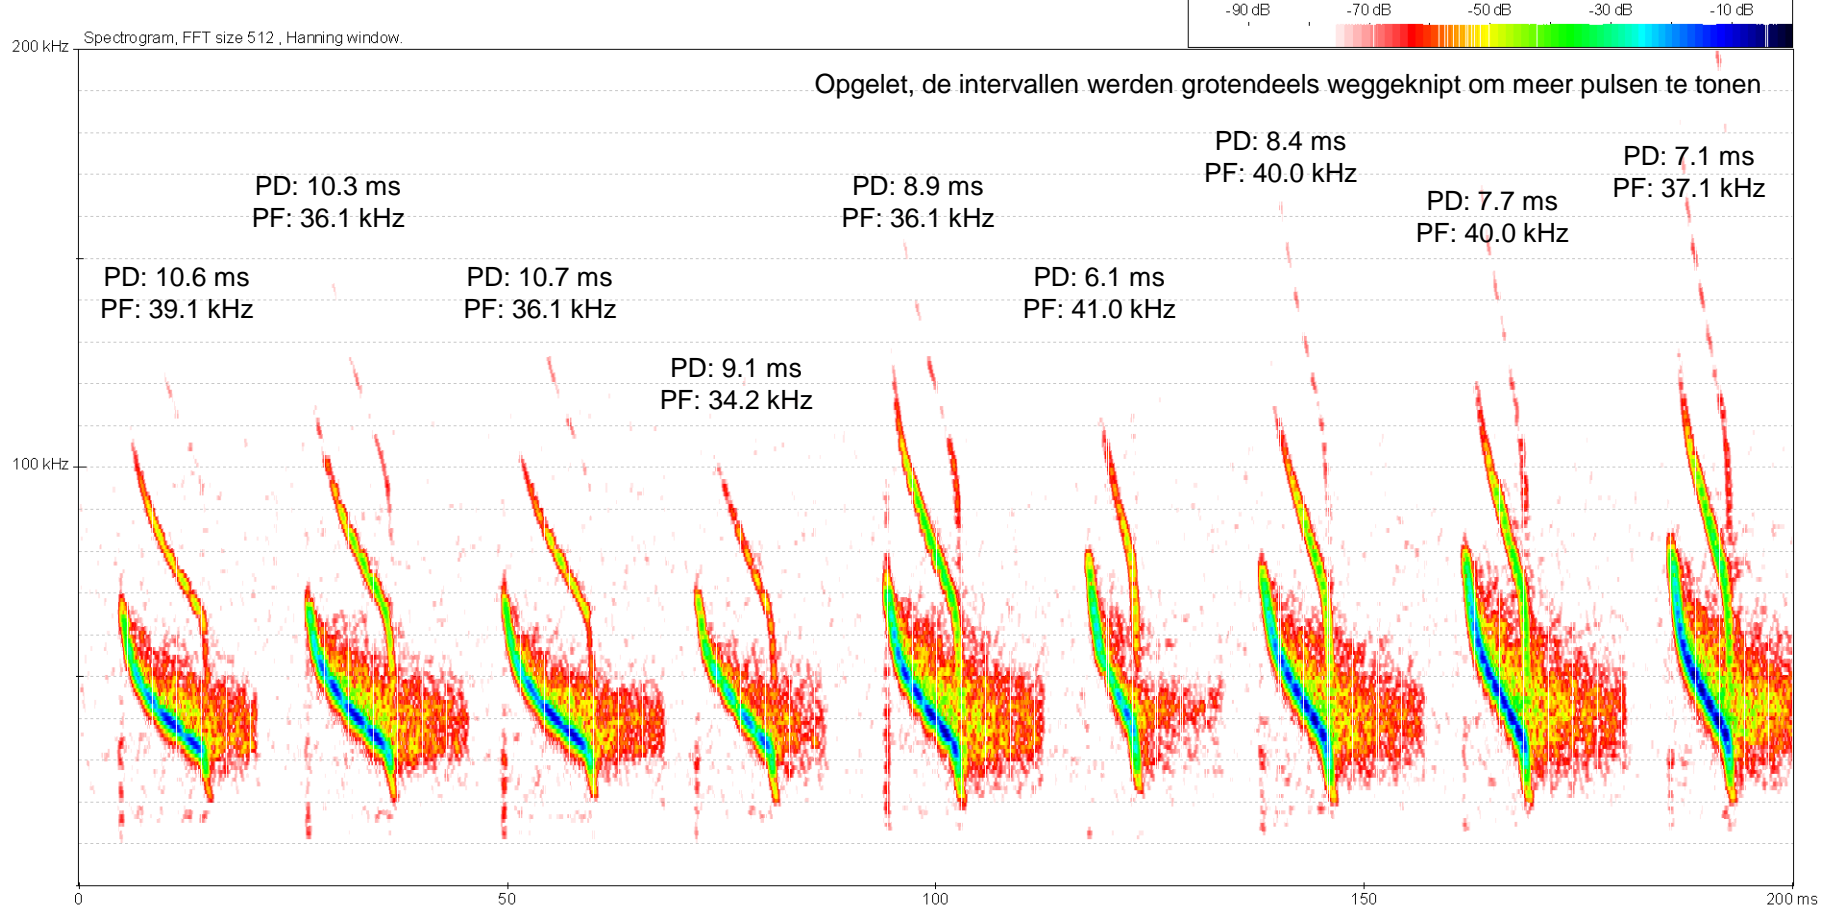 -90 dB -70 dB -50 dB -30 dB -10 dB
Spectrogram, FFT size 512 , Hanning window.
200 kHz
Opgelet, de intervallen werden grotendeels weggeknipt om meer pulsen te tonen
PD: 8.4 ms
PF: 40.0 kHz
PD: 7.1 ms
PF: 37.1 kHz
PD: 10.3 ms
PF: 36.1 kHz
PD: 8.9 ms
PF: 36.1 kHz
PD: 7.7 ms
PF: 40.0 kHz
PD: 10.6 ms
PF: 39.1 kHz
PD: 10.7 ms
PF: 36.1 kHz
PD: 6.1 ms
PF: 41.0 kHz
PD: 9.1 ms
PF: 34.2 kHz
100 kHz
0 50 100 150 200 ms